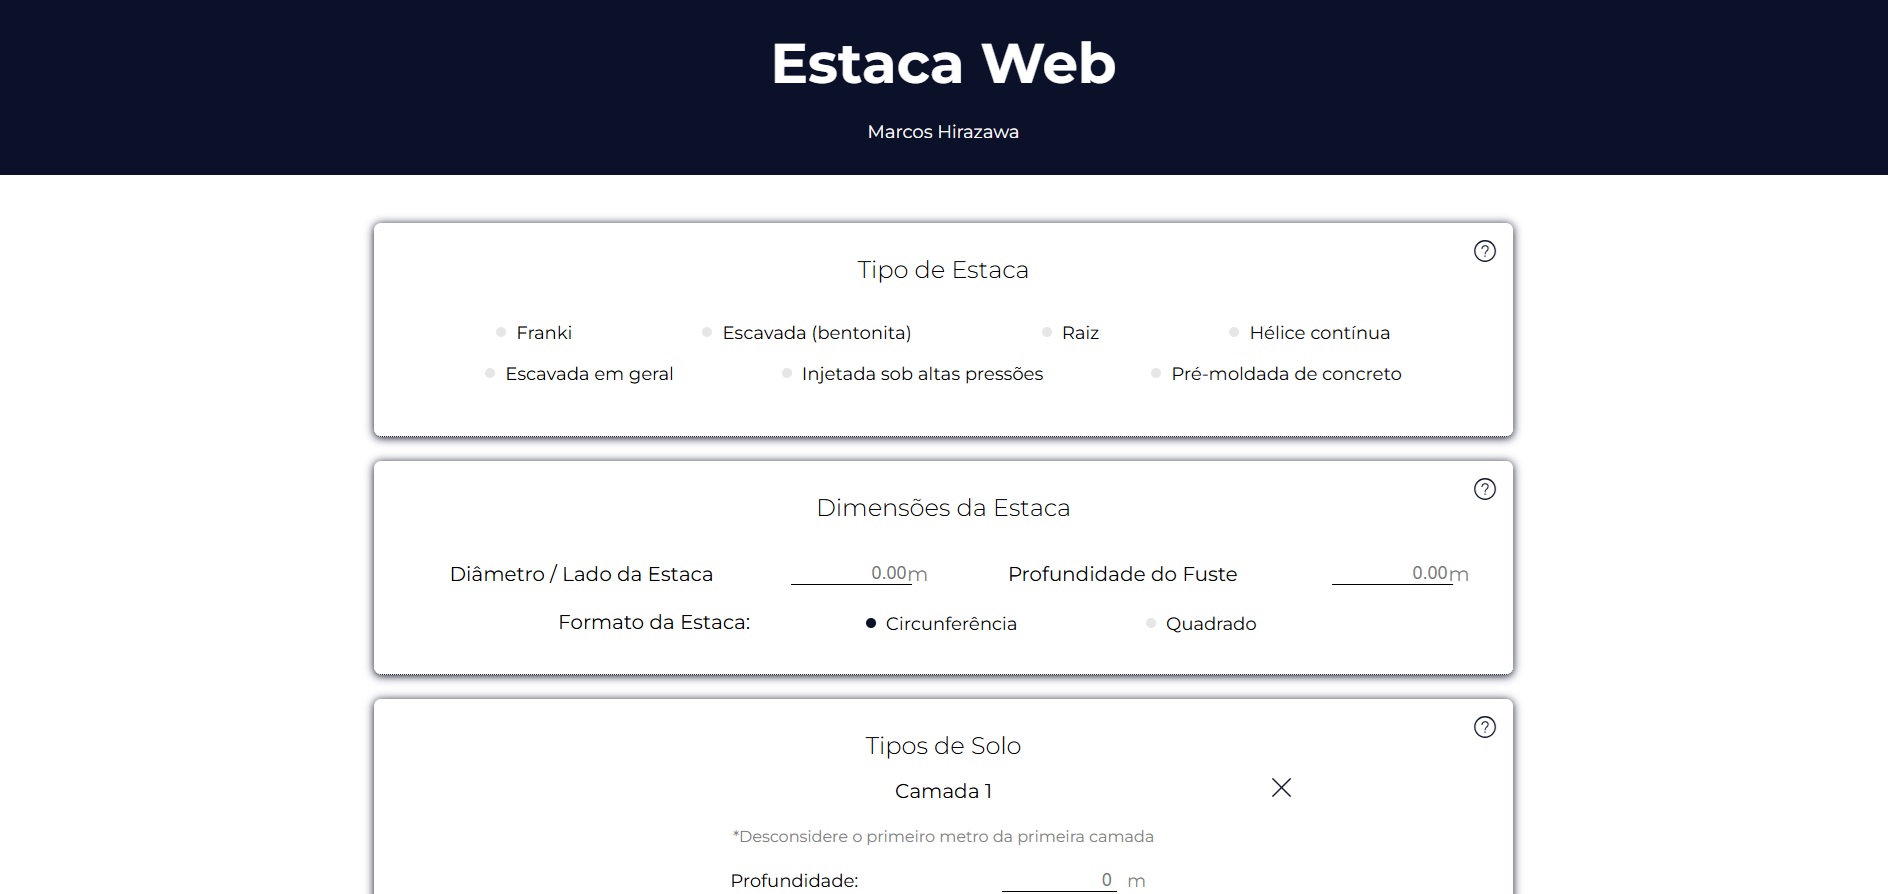 Estaca Web
Marcos Hirazawa
?
Tipo de Estaca
Franki Escavada (bentonita) Raiz Hélice contínua
Escavada em geral Injetada sob altas pressões Pré-moldada de concreto
?
Dimensões da Estaca
Diâmetro / Lado da Estaca 0.00m Profundidade do Fuste 0.00m
Formato da Estaca: Circunferência Quadrado
?
Tipos de Solo
Camada 1
*Desconsidere o primeiro metro da primeira camada
Profundidade: 0 m